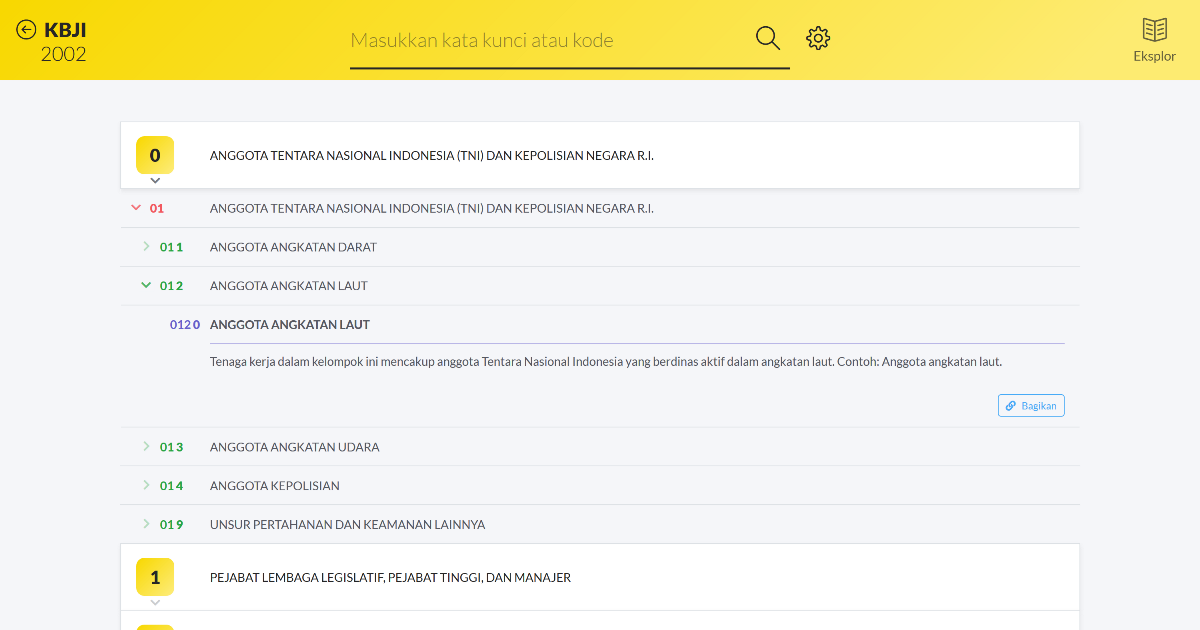 KBJI
2002
Masukkan kata kunci atau kode
Eksplor
0 ANGGOTA TENTARA NASIONAL INDONESIA (TNI) DAN KEPOLISIAN NEGARA R.I.
01 ANGGOTA TENTARA NASIONAL INDONESIA (TNI) DAN KEPOLISIAN NEGARA R.I.
011 ANGGOTA ANGKATAN DARAT
012 ANGGOTA ANGKATAN LAUT
0120 ANGGOTA ANGKATAN LAUT
Tenaga kerja dalam kelompok ini mencakup anggota Tentara Nasional Indonesia yang berdinas aktif dalam angkatan laut. Contoh: Anggota angkatan laut.
Bagikan
013 ANGGOTA ANGKATAN UDARA
014 ANGGOTA KEPOLISIAN
019 UNSUR PERTAHANAN DAN KEAMANAN LAINNYA
1 PEJABAT LEMBAGA LEGISLATIF, PEJABAT TINGGI, DAN MANAJER